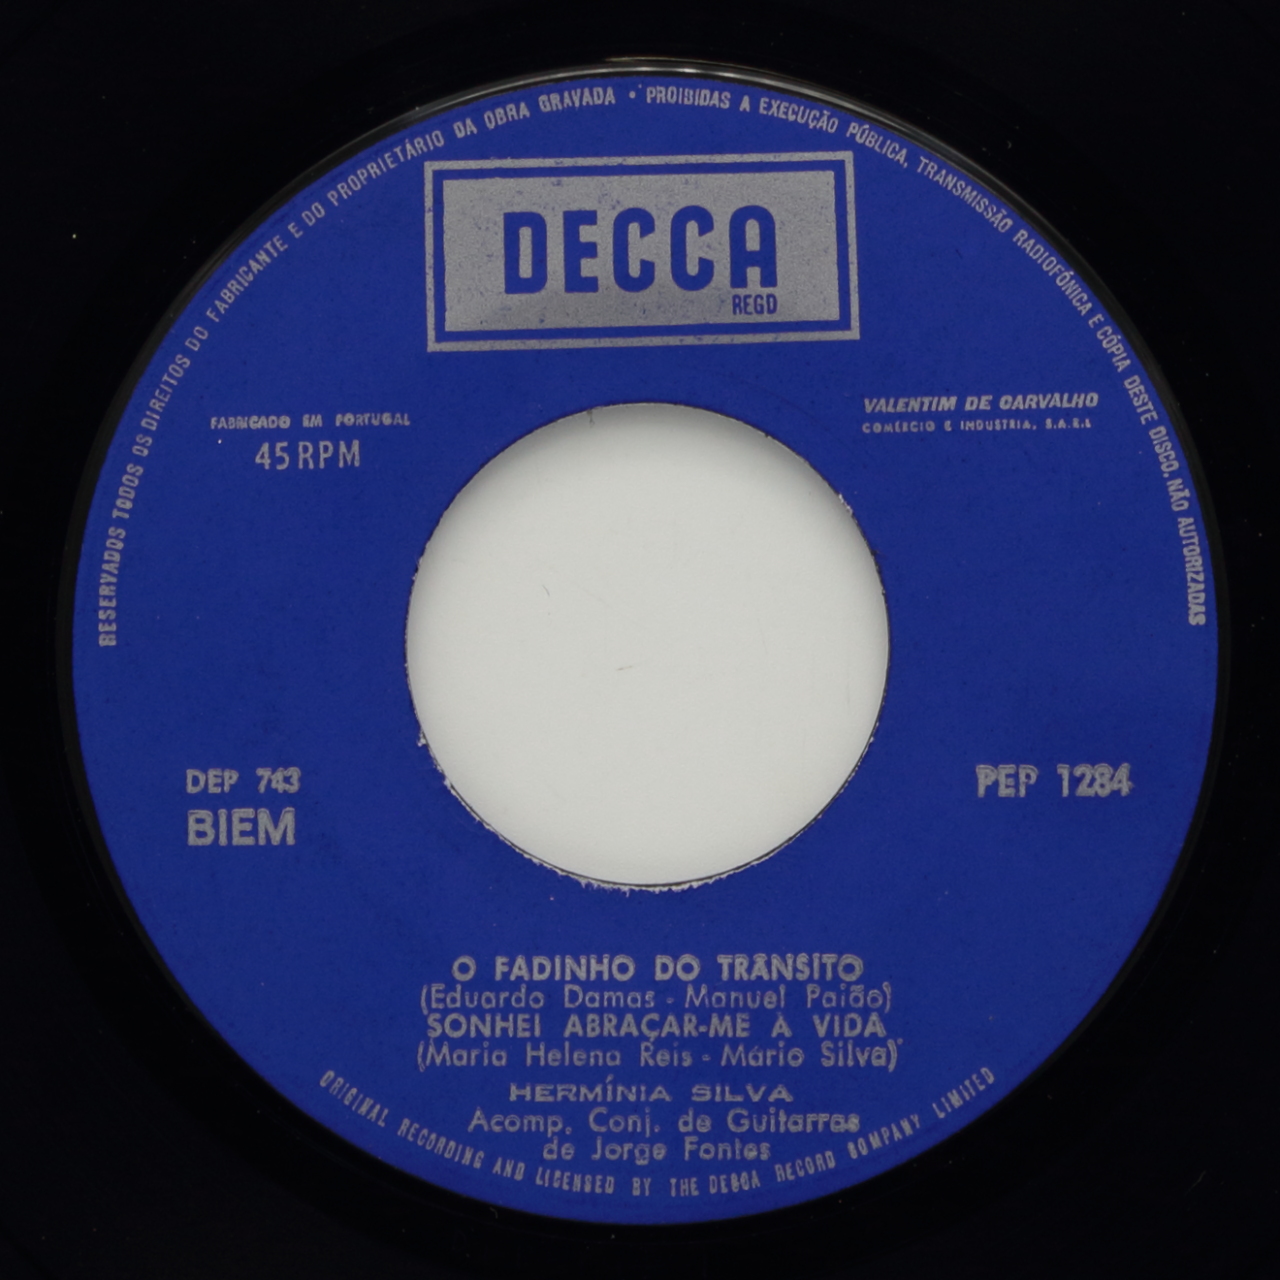 RESERVADOS TODOS OS DIREITOS DO FABRICANTE E DO PROPRIETÁRIO DA OBRA GRAVADA • PROIBIDAS A EXECUÇÃO PÚBLICA, TRANSMISSÃO RADIOFÓNICA E CÓPIA DESTE DISCO, NÃO AUTORIZADAS
DECCA
REGD
FABRICADO EM PORTUGAL
45 RPM
VALENTIM DE CARVALHO
COMÉRCIO E INDUSTRIA, S.A.R.L
DEP 743
BIEM
PEP 1284
O FADINHO DO TRÂNSITO
(Eduardo Damas - Manuel Paião)
SONHEI ABRAÇAR-ME À VIDA
(Maria Helena Reis - Mário Silva)
HERMÍNIA SILVA
Acomp. Conj. de Guitarras
de Jorge Fontes
ORIGINAL RECORDING AND LICENSED BY THE DECCA RECORD COMPANY LIMITED